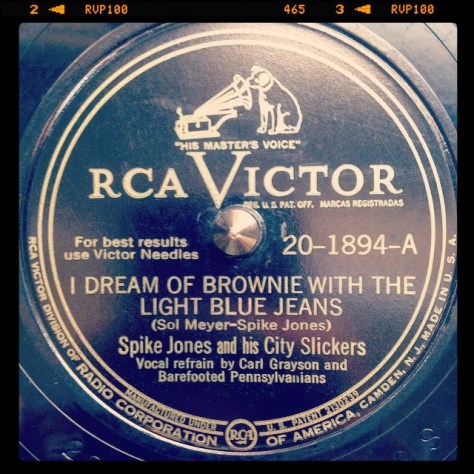 2 RVP100 465 3 RVP100
"HIS MASTER'S VOICE"
RCA VICTOR
REG. U.S. PAT. OFF. MARCAS REGISTRADAS
For best results
use Victor Needles
20-1894-A
I DREAM OF BROWNIE WITH THE
LIGHT BLUE JEANS
(Sol Meyer-Spike Jones)
Spike Jones and his City Slickers
Vocal refrain by Carl Grayson and
Barefooted Pennsylvanians
MANUFACTURED UNDER RCA U.S. PATENT 2130239
RCA VICTOR DIVISION OF RADIO CORPORATION OF AMERICA, CAMDEN, N.J., MADE IN U.S.A.